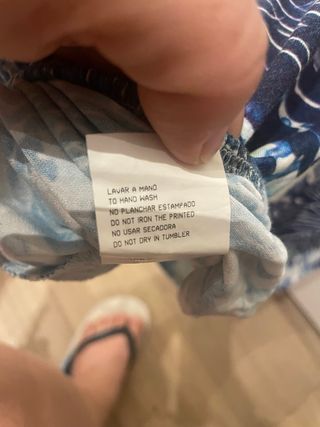 LAVAR A MANO
TO HAND WASH
NO PLANCHAR ESTAMPADO
DO NOT IRON THE PRINTED
NO USAR SECADORA
DO NOT DRY IN TUMBLER